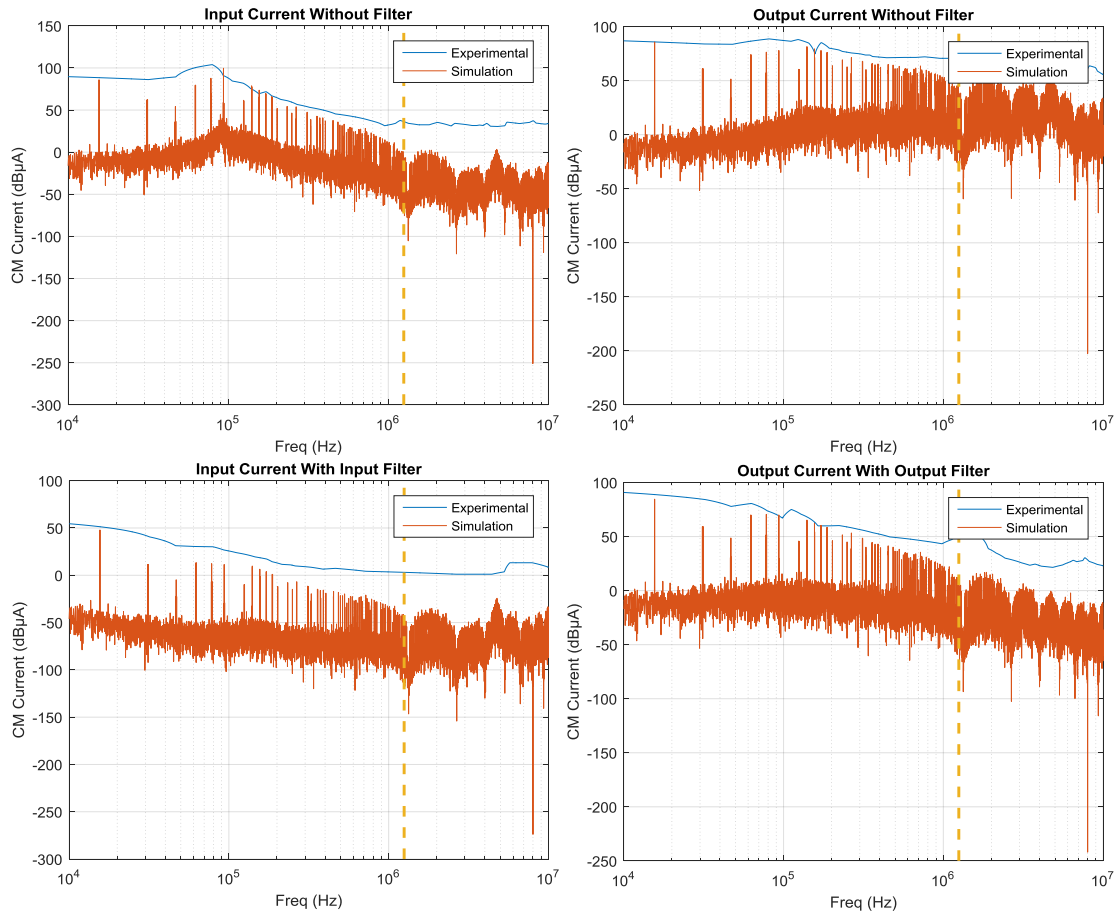 Input Current Without Filter
150
100
50
0
-50
-100
-150
-200
-250
-300
CM Current (dBµA)
10^4
10^5
10^6
10^7
Freq (Hz)
Experimental
Simulation
Output Current Without Filter
100
50
0
-50
-100
-150
-200
-250
CM Current (dBµA)
10^4
10^5
10^6
10^7
Freq (Hz)
Experimental
Simulation
Input Current With Input Filter
100
50
0
-50
-100
-150
-200
-250
-300
CM Current (dBµA)
10^4
10^5
10^6
10^7
Freq (Hz)
Experimental
Simulation
Output Current With Output Filter
100
50
0
-50
-100
-150
-200
-250
CM Current (dBµA)
10^4
10^5
10^6
10^7
Freq (Hz)
Experimental
Simulation